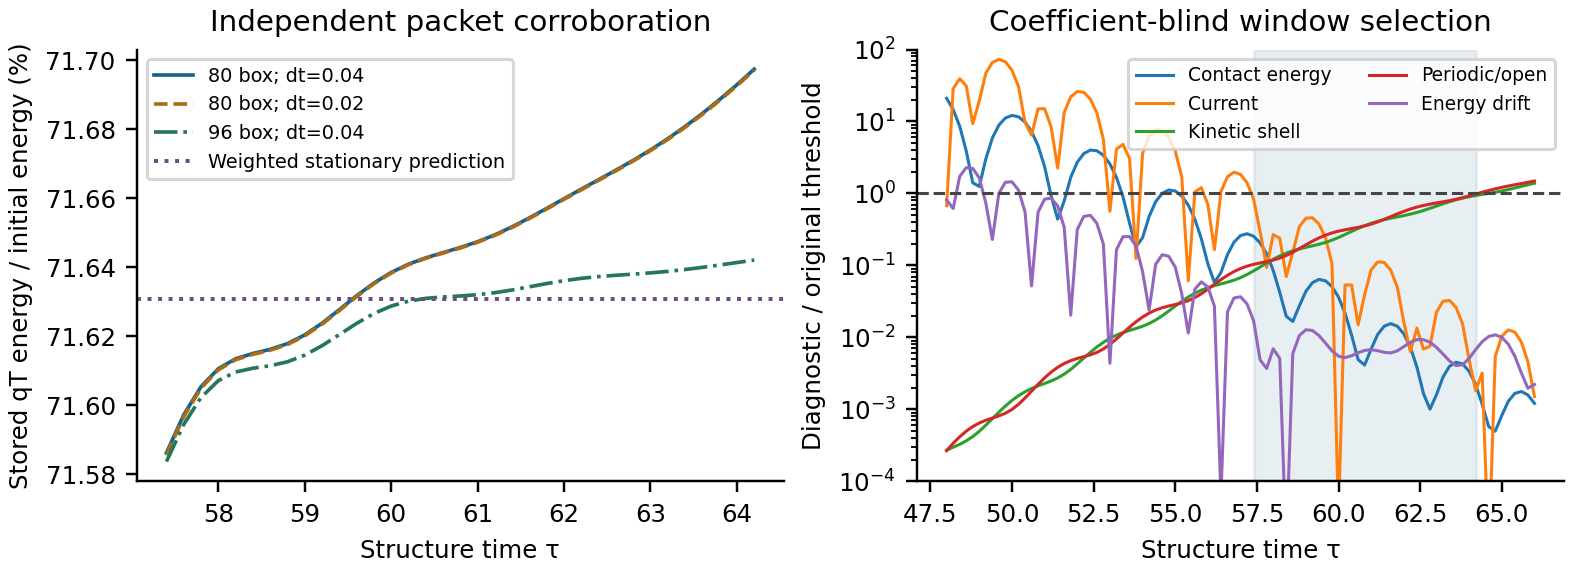 Independent packet corroboration
Stored qT energy / initial energy (%)
71.70
71.68
71.66
71.64
71.62
71.60
71.58
80 box; dt=0.04
80 box; dt=0.02
96 box; dt=0.04
Weighted stationary prediction
58 59 60 61 62 63 64
Structure time τ
Coefficient-blind window selection
Diagnostic / original threshold
10²
10¹
10⁰
10⁻¹
10⁻²
10⁻³
10⁻⁴
Contact energy
Current
Kinetic shell
Periodic/open
Energy drift
47.5 50.0 52.5 55.0 57.5 60.0 62.5 65.0
Structure time τ